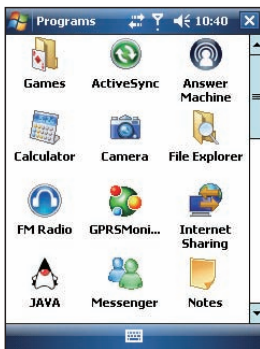 Programs 10:40
Games ActiveSync Answer Machine
Calculator Camera File Explorer
FM Radio GPRSMoni... Internet Sharing
JAVA Messenger Notes